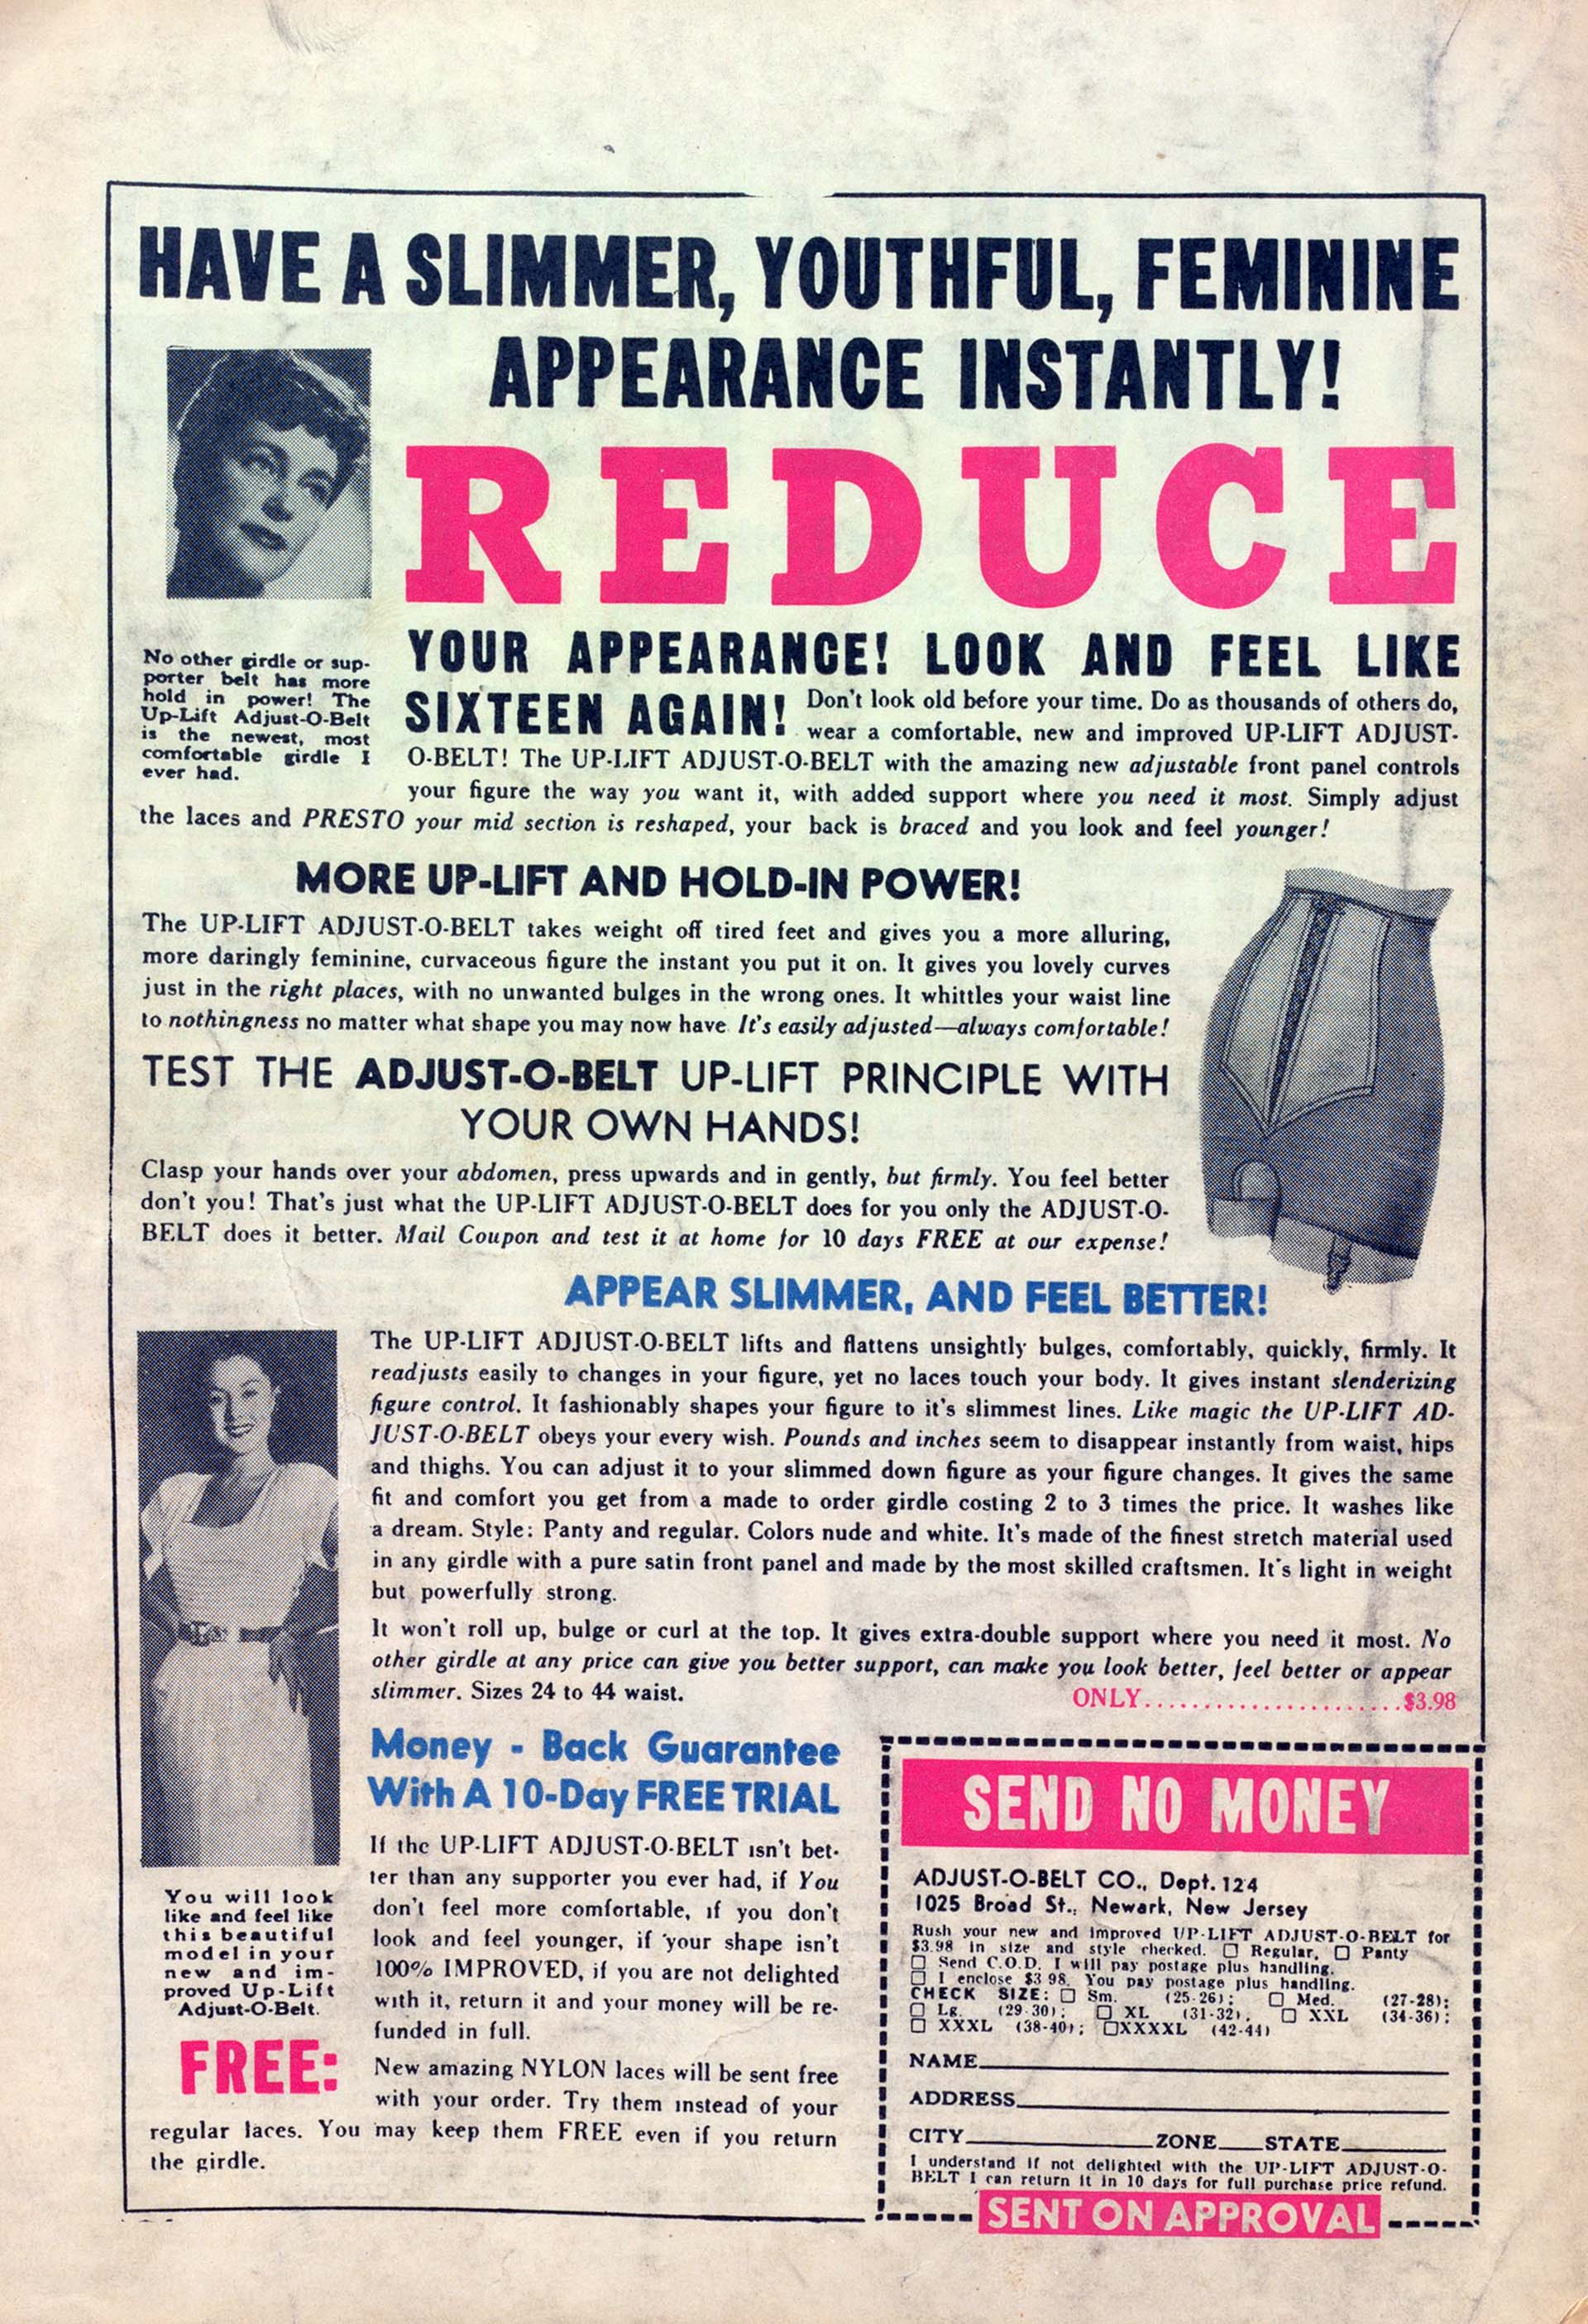 HAVE A SLIMMER, YOUTHFUL, FEMININE
APPEARANCE INSTANTLY!
REDUCE
YOUR APPEARANCE! LOOK AND FEEL LIKE
SIXTEEN AGAIN! Don't look old before your time. Do as thousands of others do,
wear a comfortable, new and improved UP-LIFT ADJUST-
O-BELT! The UP-LIFT ADJUST-O-BELT with the amazing new adjustable front panel controls
your figure the way you want it, with added support where you need it most. Simply adjust
the laces and PRESTO your mid section is reshaped, your back is braced and you look and feel younger!
No other girdle or sup-
porter belt has more
hold in power! The
Up-Lift Adjust-O-Belt
is the newest, most
comfortable girdle I
ever had.
MORE UP-LIFT AND HOLD-IN POWER!
The UP-LIFT ADJUST-O-BELT takes weight off tired feet and gives you a more alluring,
more daringly feminine, curvaceous figure the instant you put it on. It gives you lovely curves
just in the right places, with no unwanted bulges in the wrong ones. It whittles your waist line
to nothingness no matter what shape you may now have It's easily adjusted—always comfortable!
TEST THE ADJUST-O-BELT UP-LIFT PRINCIPLE WITH
YOUR OWN HANDS!
Clasp your hands over your abdomen, press upwards and in gently, but firmly. You feel better
don't you! That's just what the UP-LIFT ADJUST-O-BELT does for you only the ADJUST-O-
BELT does it better. Mail Coupon and test it at home for 10 days FREE at our expense!
APPEAR SLIMMER, AND FEEL BETTER!
The UP-LIFT ADJUST-O-BELT lifts and flattens unsightly bulges, comfortably, quickly, firmly. It
readjusts easily to changes in your figure, yet no laces touch your body. It gives instant slenderizing
figure control. It fashionably shapes your figure to it's slimmest lines. Like magic the UP-LIFT AD-
JUST-O-BELT obeys your every wish. Pounds and inches seem to disappear instantly from waist, hips
and thighs. You can adjust it to your slimmed down figure as your figure changes. It gives the same
fit and comfort you get from a made to order girdle costing 2 to 3 times the price. It washes like
a dream. Style: Panty and regular. Colors nude and white. It's made of the finest stretch material used
in any girdle with a pure satin front panel and made by the most skilled craftsmen. It's light in weight
but powerfully strong.
It won't roll up, bulge or curl at the top. It gives extra-double support where you need it most. No
other girdle at any price can give you better support, can make you look better, feel better or appear
slimmer. Sizes 24 to 44 waist.
ONLY.......................$3.98
You will look
like and feel like
this beautiful
model in your
new and im-
proved Up-Lift
Adjust-O-Belt.
Money - Back Guarantee
With A 10-Day FREE TRIAL
If the UP-LIFT ADJUST-O-BELT isn't bet-
ter than any supporter you ever had, if You
don't feel more comfortable, if you don't
look and feel younger, if your shape isn't
100% IMPROVED, if you are not delighted
with it, return it and your money will be re-
funded in full.
FREE: New amazing NYLON laces will be sent free
with your order. Try them instead of your
regular laces. You may keep them FREE even if you return
the girdle.
SEND NO MONEY
ADJUST-O-BELT CO., Dept. 124
1025 Broad St., Newark, New Jersey
Rush your new and improved UP-LIFT ADJUST-O-BELT for
$3.98 in size and style checked. ☐ Regular, ☐ Panty
☐ Send C.O.D. I will pay postage plus handling.
☐ I enclose $3.98. You pay postage plus handling.
CHECK SIZE: ☐ Sm. (25-26); ☐ Med. (27-28);
☐ Lg. (29-30); ☐ XL (31-32), ☐ XXL (34-36);
☐ XXXL (38-40); ☐XXXXL (42-44)
NAME
ADDRESS
CITY ZONE STATE
I understand if not delighted with the UP-LIFT ADJUST-O-
BELT I can return it in 10 days for full purchase price refund.
SENT ON APPROVAL